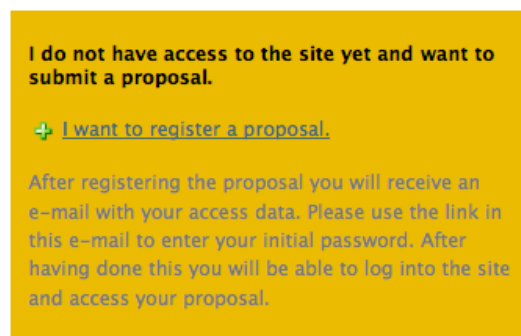 I do not have access to the site yet and want to
submit a proposal.
I want to register a proposal.
After registering the proposal you will receive an
e-mail with your access data. Please use the link in
this e-mail to enter your initial password. After
having done this you will be able to log into the site
and access your proposal.